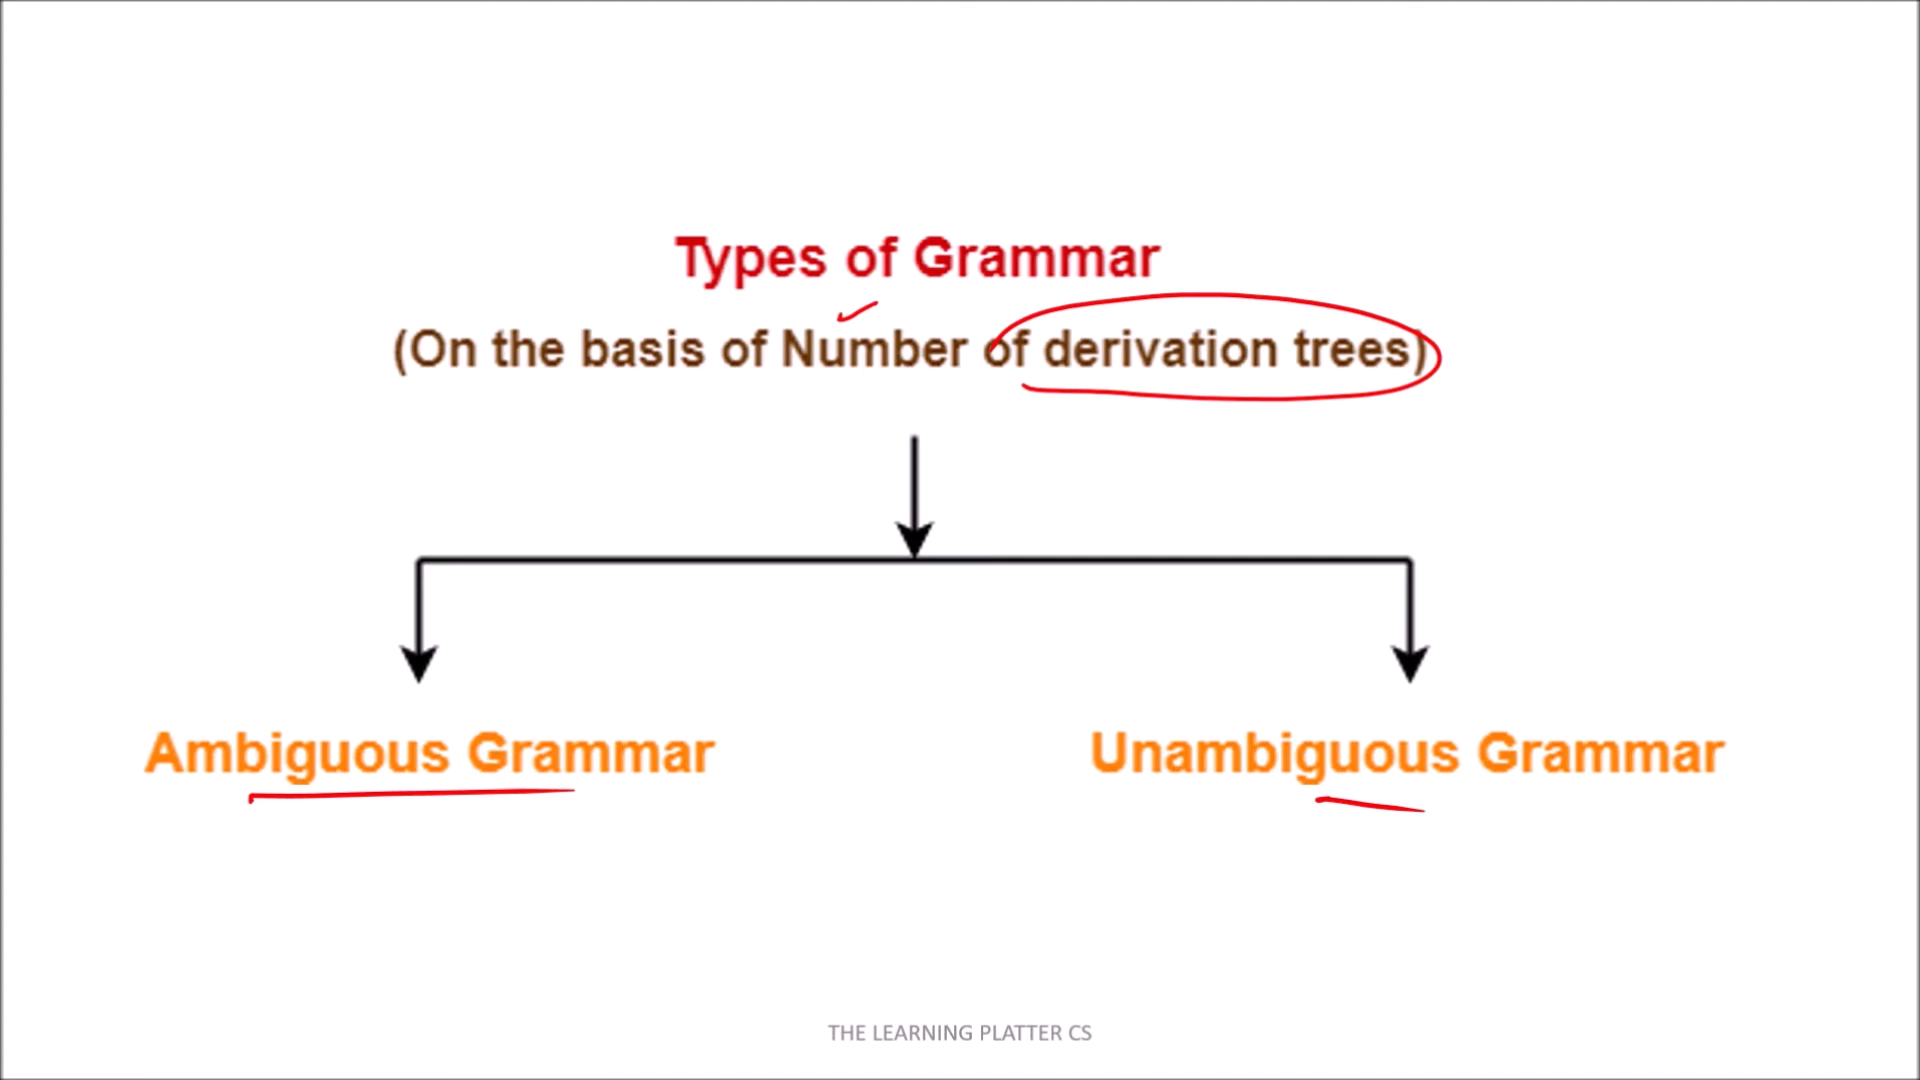 Types of Grammar
(On the basis of Number of derivation trees)
Ambiguous Grammar
Unambiguous Grammar
THE LEARNING PLATTER CS